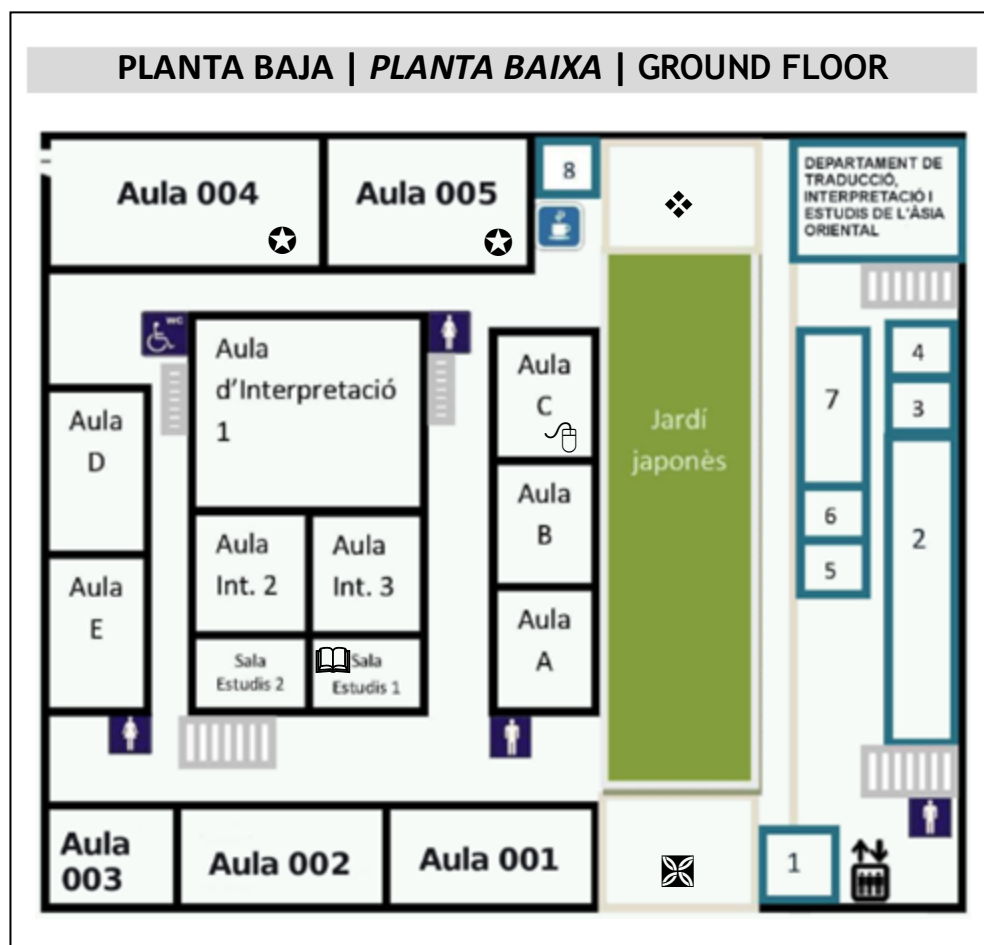 PLANTA BAJA | PLANTA BAIXA | GROUND FLOOR
Aula 004
Aula 005
8
DEPARTAMENT DE
TRADUCCIÓ,
INTERPRETACIÓ I
ESTUDIS DE L'ÀSIA
ORIENTAL
WC
Aula
d'Interpretació
1
Aula
C
Jardí
japonès
7
4
3
Aula
D
Aula
B
6
2
5
Aula
Int. 2
Aula
Int. 3
Aula
E
Aula
A
Sala
Estudis 2
Sala
Estudis 1
Aula
003
Aula 002
Aula 001
1